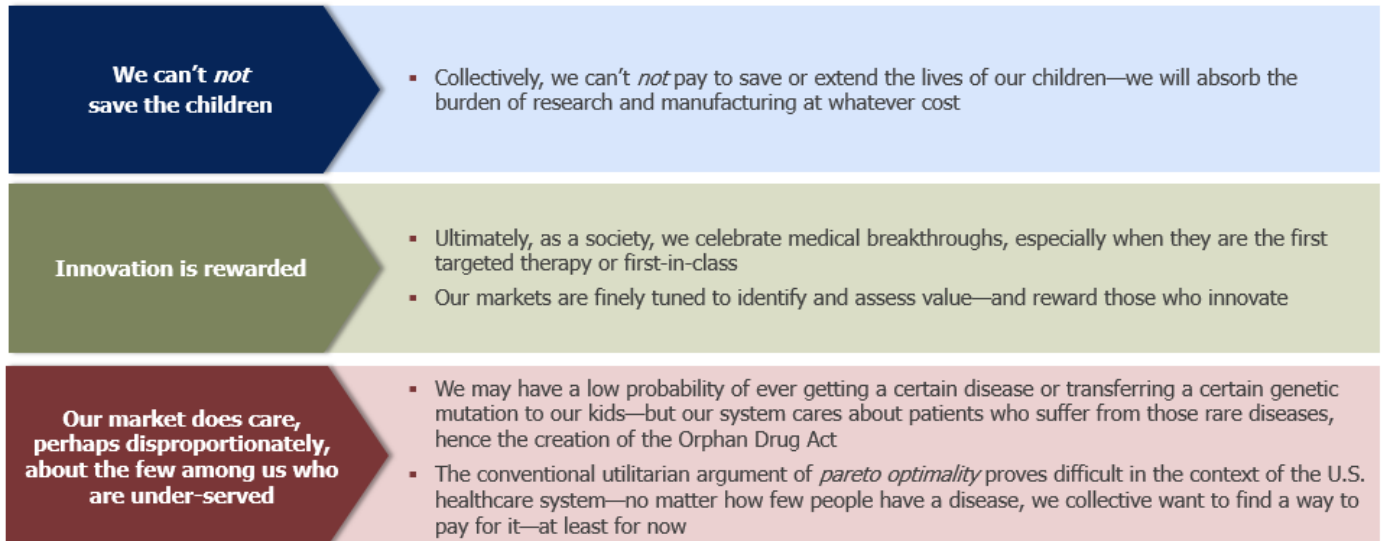 We can't not
save the children
▪ Collectively, we can't not pay to save or extend the lives of our children—we will absorb the
burden of research and manufacturing at whatever cost
Innovation is rewarded
▪ Ultimately, as a society, we celebrate medical breakthroughs, especially when they are the first
targeted therapy or first-in-class
▪ Our markets are finely tuned to identify and assess value—and reward those who innovate
Our market does care,
perhaps disproportionately,
about the few among us who
are under-served
▪ We may have a low probability of ever getting a certain disease or transferring a certain genetic
mutation to our kids—but our system cares about patients who suffer from those rare diseases,
hence the creation of the Orphan Drug Act
▪ The conventional utilitarian argument of pareto optimality proves difficult in the context of the U.S.
healthcare system—no matter how few people have a disease, we collective want to find a way to
pay for it—at least for now